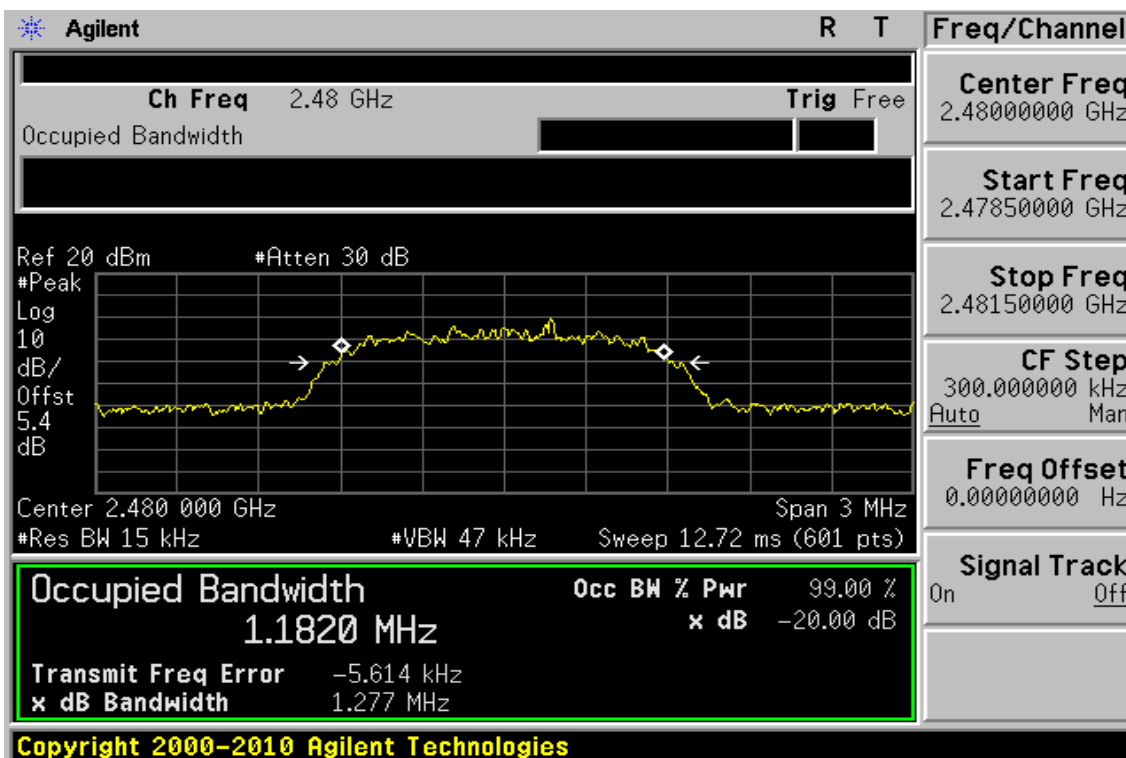 Agilent R T
Ch Freq 2.48 GHz Trig Free
Occupied Bandwidth
Ref 20 dBm #Atten 30 dB
#Peak
Log
10
dB/
Offst
5.4
dB
Center 2.480 000 GHz Span 3 MHz
#Res BW 15 kHz #VBW 47 kHz Sweep 12.72 ms (601 pts)
Occupied Bandwidth
1.1820 MHz
Occ BW % Pwr 99.00 %
x dB -20.00 dB
Transmit Freq Error -5.614 kHz
x dB Bandwidth 1.277 MHz
Copyright 2000-2010 Agilent Technologies
Freq/Channel
Center Freq
2.48000000 GHz
Start Freq
2.47850000 GHz
Stop Freq
2.48150000 GHz
CF Step
300.000000 kHz
Auto Man
Freq Offset
0.00000000 Hz
Signal Track
On Off